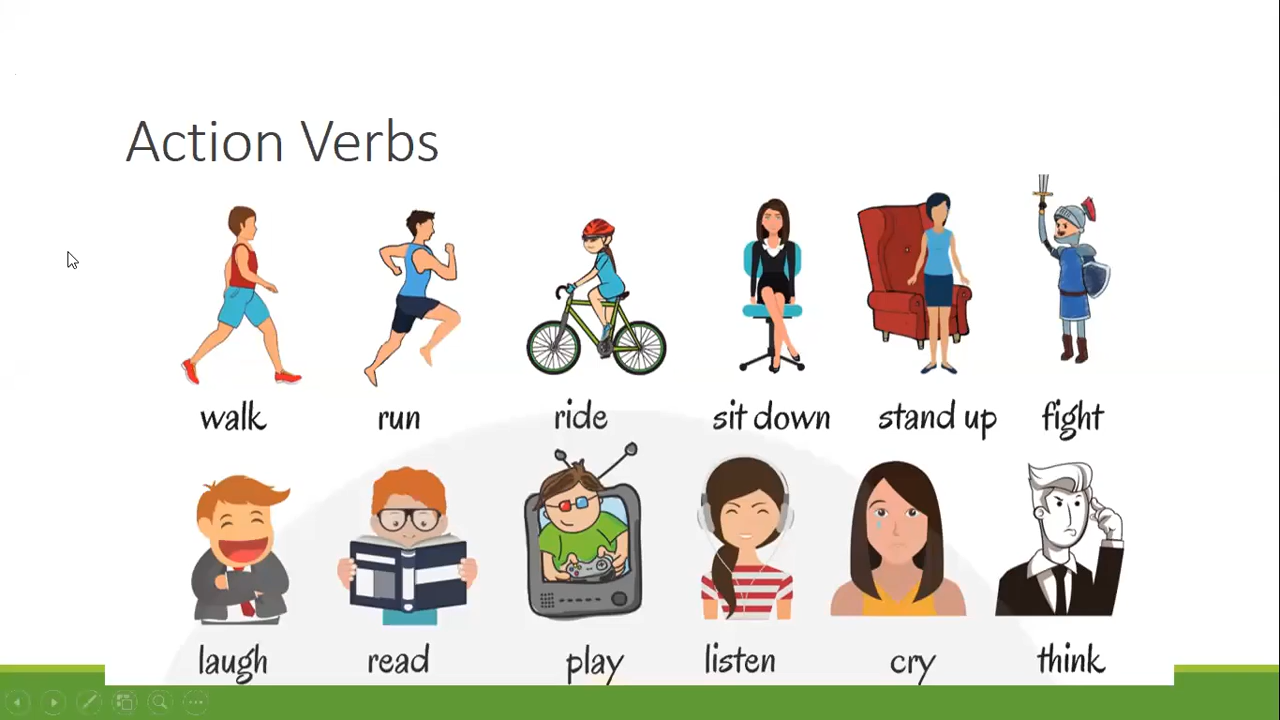 Action Verbs
walk run ride sit down stand up fight
laugh read play listen cry think